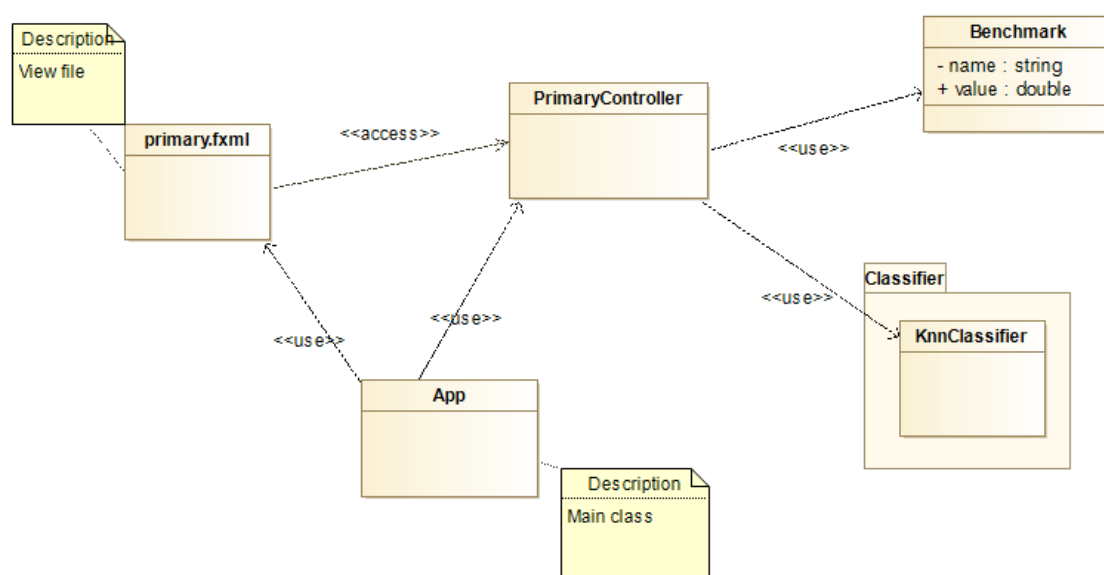 Description
View file
primary.fxml
<<access>>
PrimaryController
Benchmark
- name : string
+ value : double
<<use>>
<<use>>
Classifier
KnnClassifier
<<use>>
<<use>>
App
Description
Main class